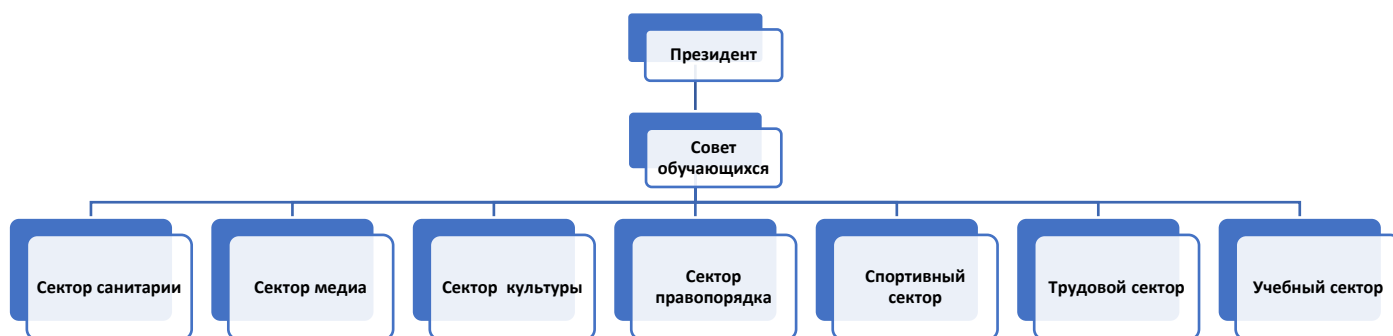 Президент
Совет
обучающихся
Сектор санитарии
Сектор медиа
Сектор культуры
Сектор
правопорядка
Спортивный
сектор
Трудовой сектор
Учебный сектор